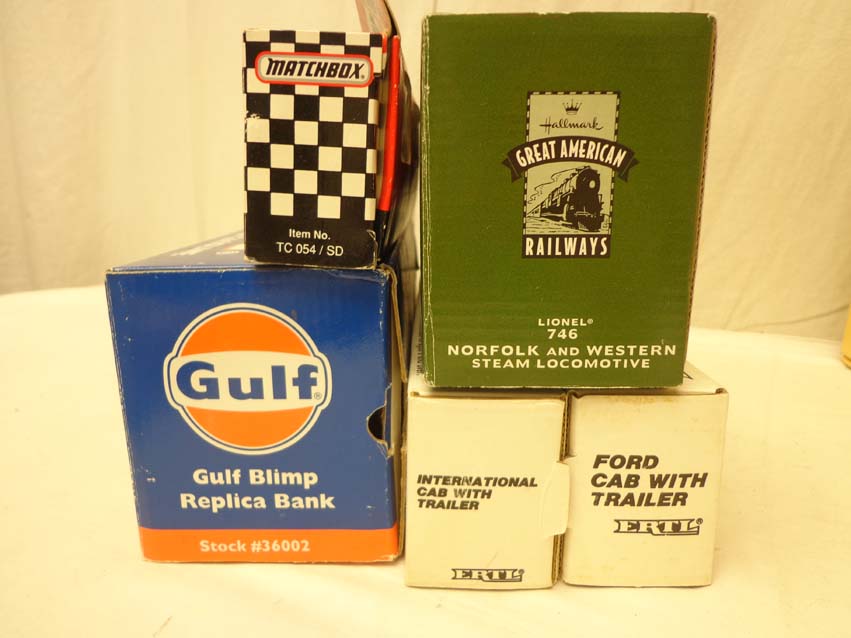 MATCHBOX®
Item No.
TC 054 / SD
Hallmark
GREAT AMERICAN
RAILWAYS
LIONEL®
746
NORFOLK AND WESTERN
STEAM LOCOMOTIVE
Gulf®
Gulf Blimp
Replica Bank
Stock #36002
INTERNATIONAL
CAB WITH
TRAILER
ERTL®
FORD
CAB WITH
TRAILER
ERTL®